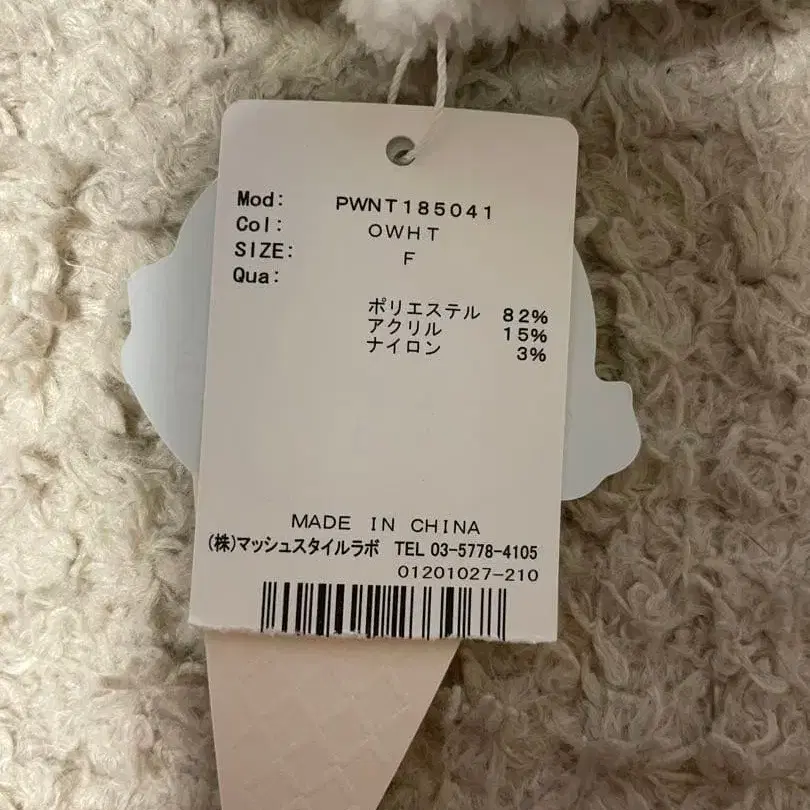 Mod: PWNT185041
Col: OWHT
SIZE: F
Qua:
ポリエステル 82%
アクリル 15%
ナイロン 3%
MADE IN CHINA
(株)マッシュスタイルラボ TEL 03-5778-4105
01201027-210